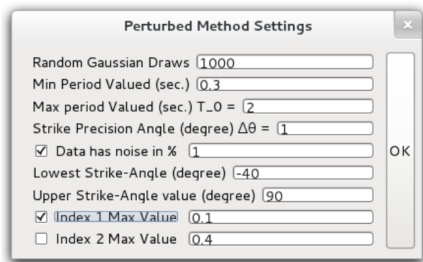 Perturbed Method Settings
×
Random Gaussian Draws 1000
Min Period Valued (sec.) 0.3
Max period Valued (sec.) T_0 = 2
Strike Precision Angle (degree) Δθ = 1
Data has noise in % 1
OK
Lowest Strike-Angle (degree) -40
Upper Strike-Angle value (degree) 90
Index 1 Max Value 0.1
Index 2 Max Value 0.4